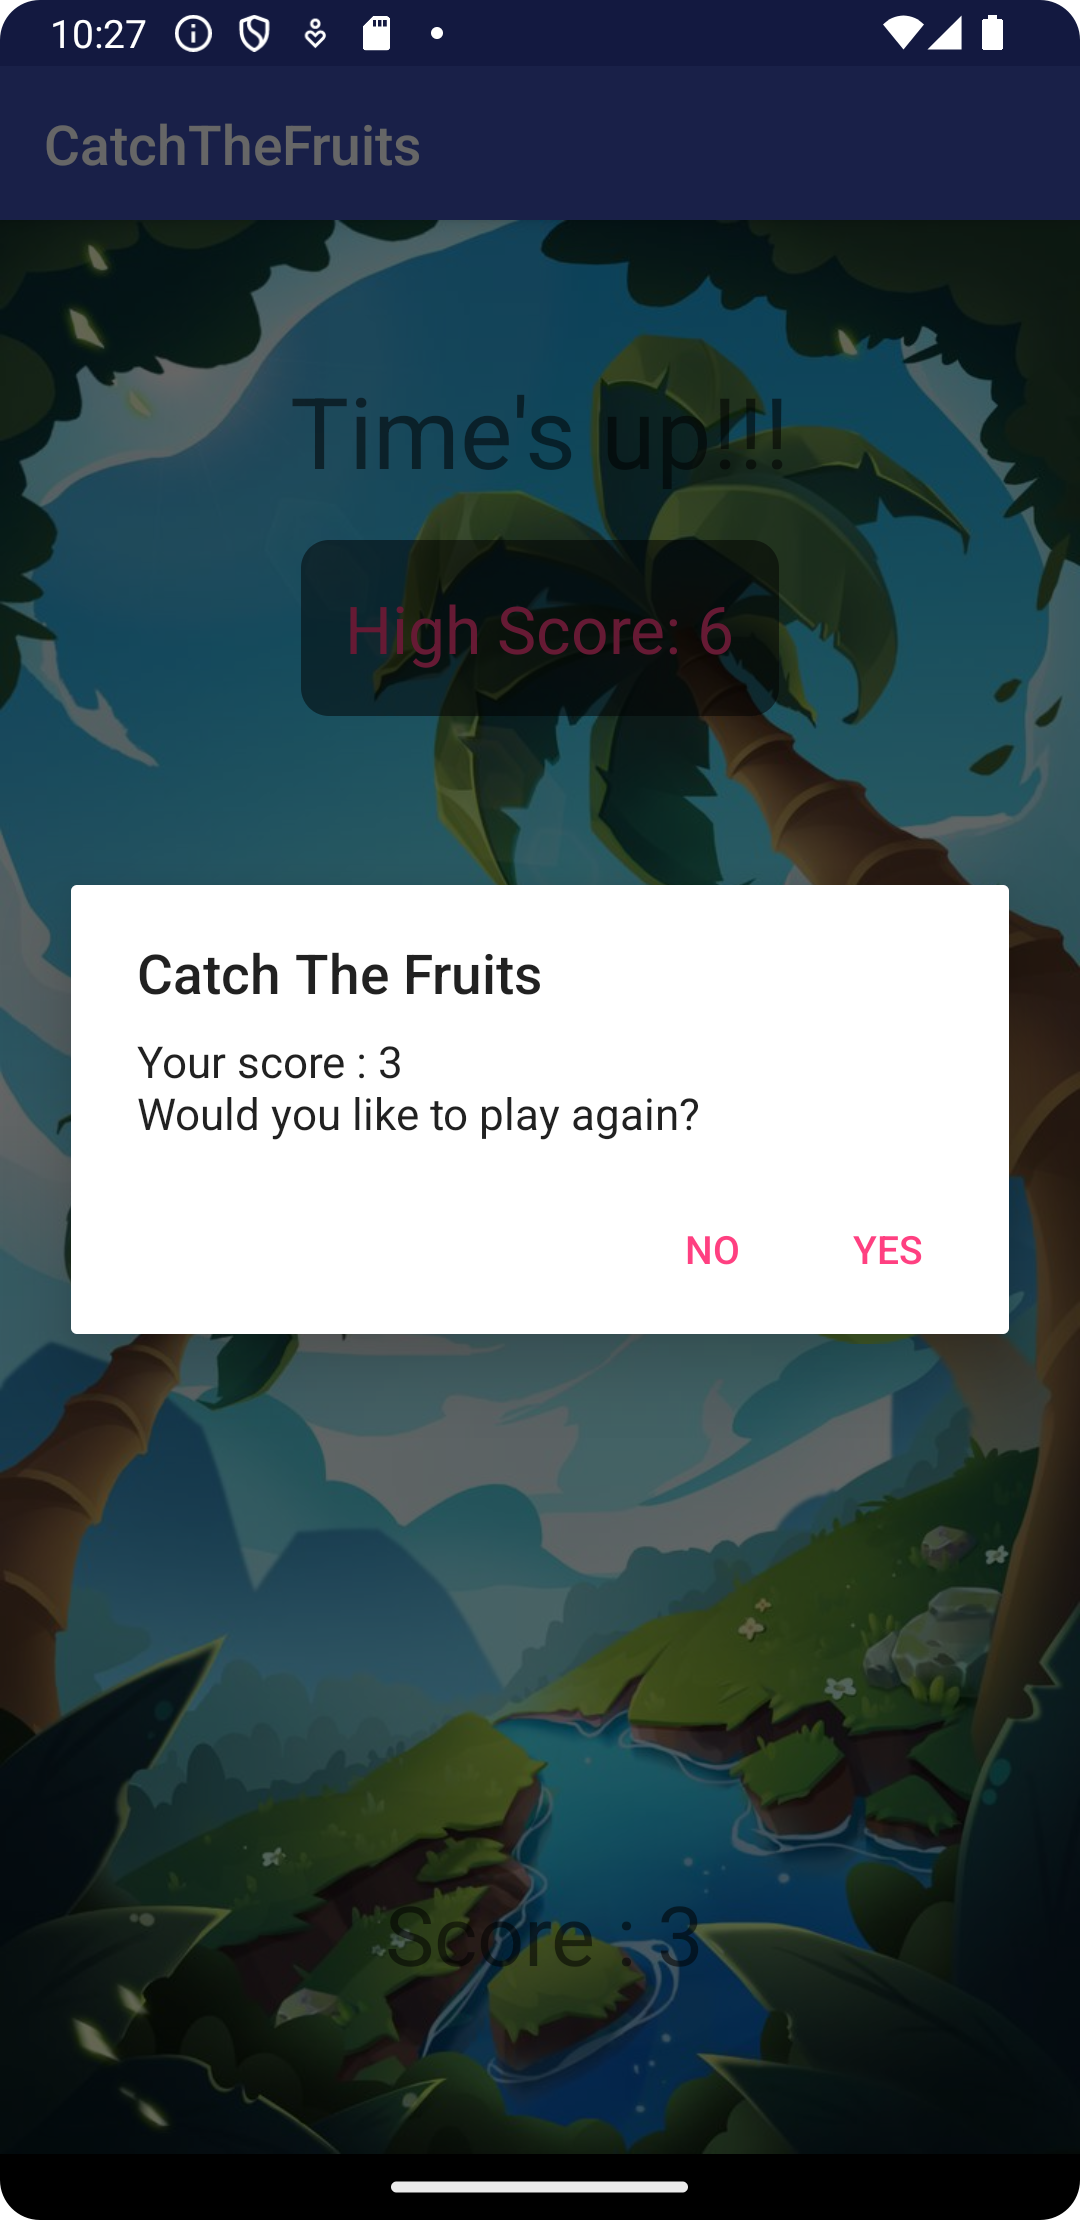 10:27
CatchTheFruits
Time's up!!!
High Score: 6
Catch The Fruits
Your score : 3
Would you like to play again?
NO YES
Score : 3